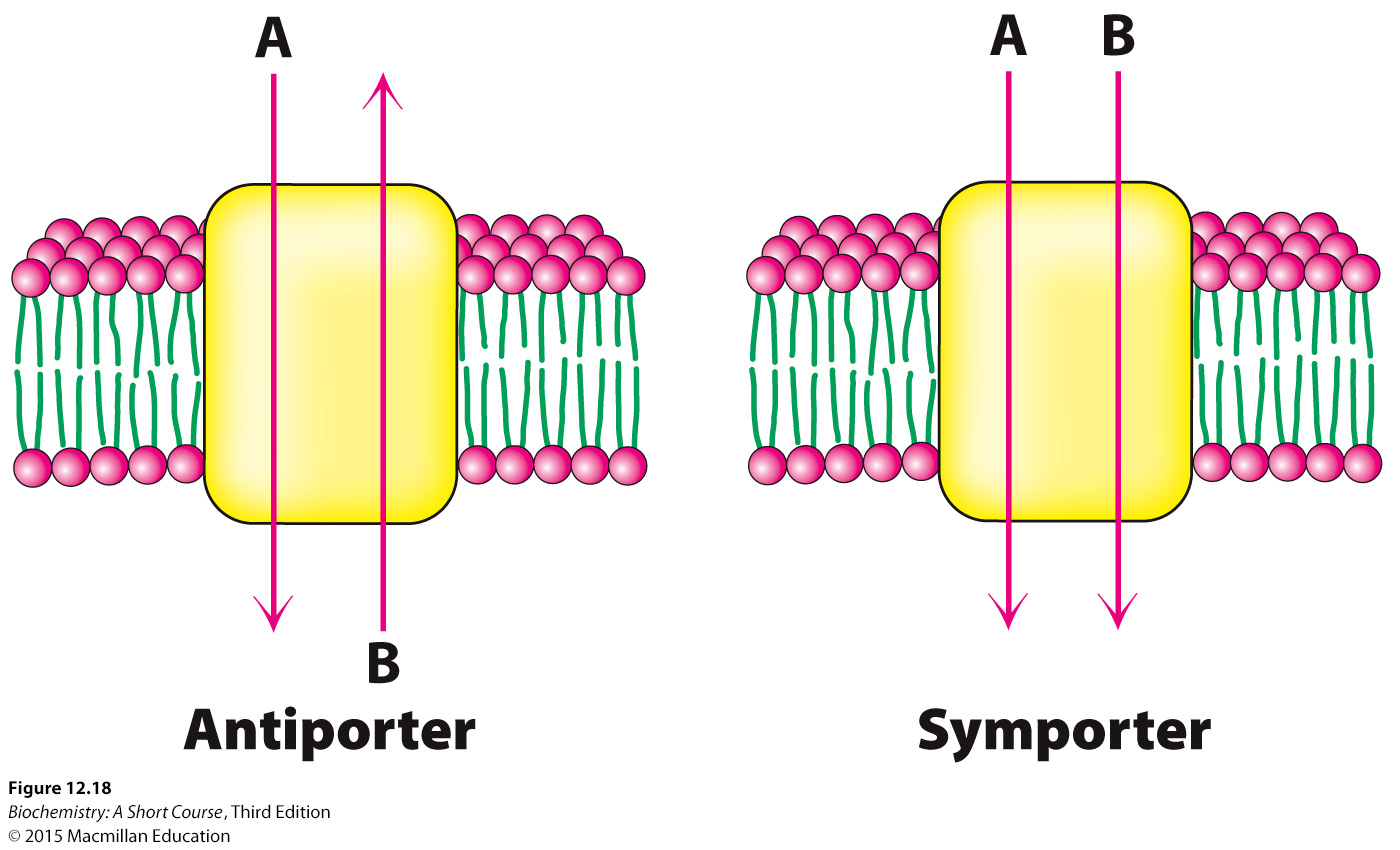 A
A B
B
Antiporter
Symporter
Figure 12.18
Biochemistry: A Short Course, Third Edition
© 2015 Macmillan Education